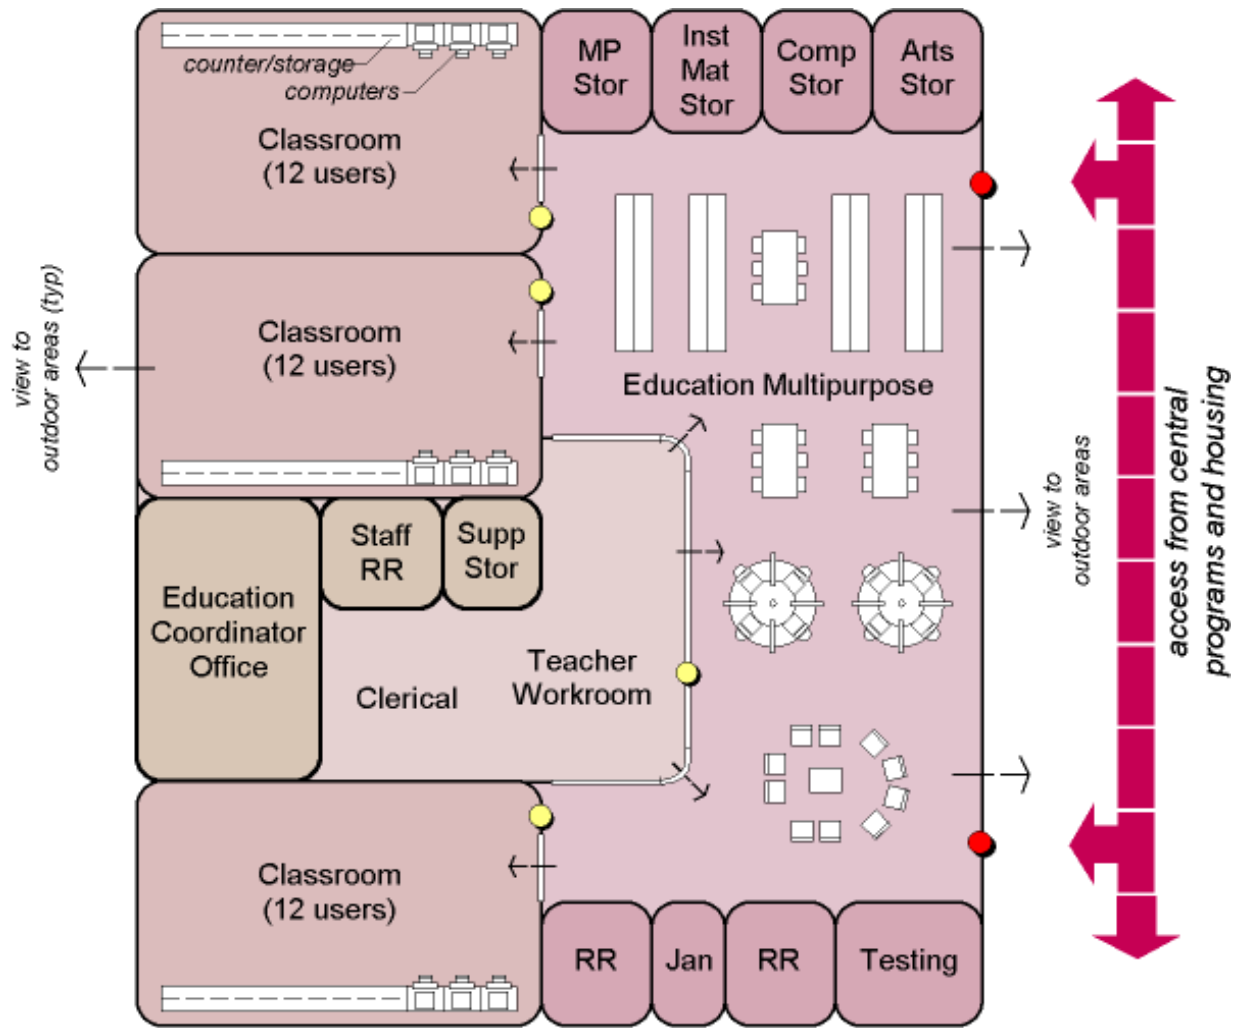 counter/storage
computers
Classroom
(12 users)
MP
Stor
Inst
Mat
Stor
Comp
Stor
Arts
Stor
Classroom
(12 users)
view to
outdoor areas (typ)
Education Multipurpose
access from central
programs and housing
view to
outdoor areas
Staff
RR
Supp
Stor
Education
Coordinator
Office
Clerical
Teacher
Workroom
Classroom
(12 users)
RR
Jan
RR
Testing